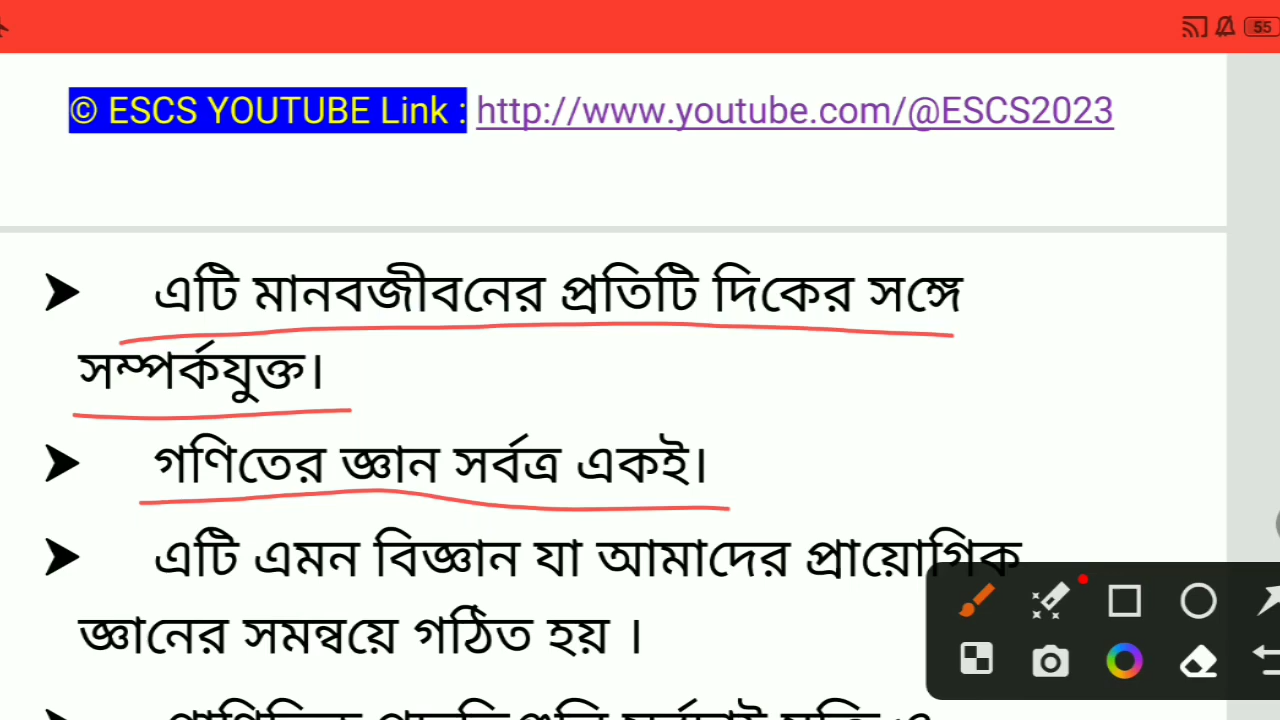 55
© ESCS YOUTUBE Link : http://www.youtube.com/@ESCS2023
➤ এটি মানবজীবনের প্রতিটি দিকের সঙ্গে
সম্পর্কযুক্ত।
➤ গণিতের জ্ঞান সর্বত্র একই।
➤ এটি এমন বিজ্ঞান যা আমাদের প্রায়োগিক
জ্ঞানের সমন্বয়ে গঠিত হয় ।